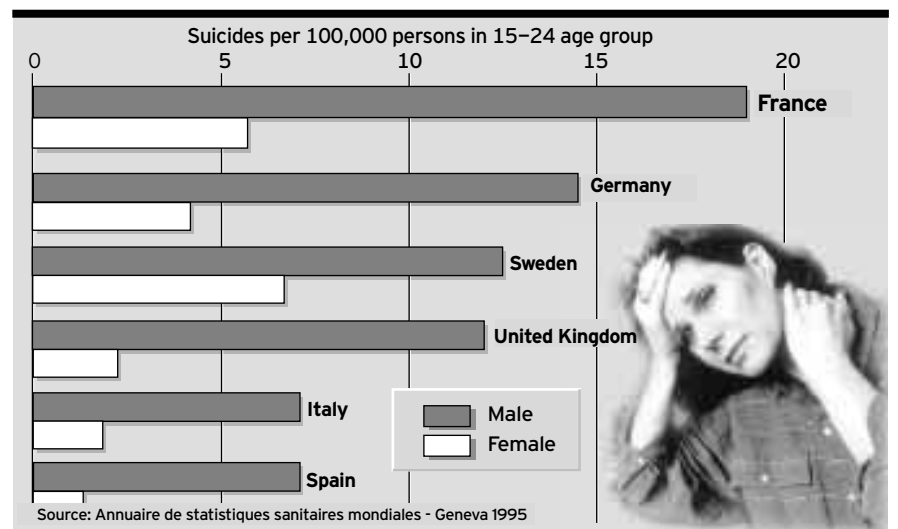 Suicides per 100,000 persons in 15–24 age group
0 5 10 15 20
France
Germany
Sweden
United Kingdom
Italy
Male
Female
Spain
Source: Annuaire de statistiques sanitaires mondiales - Geneva 1995